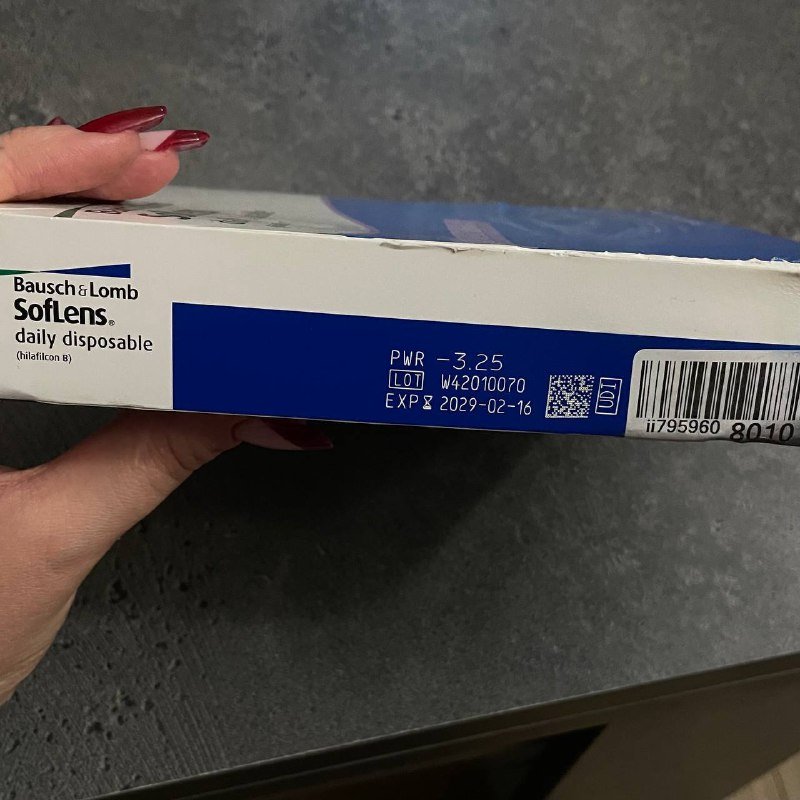 Bausch & Lomb
SofLens®
daily disposable
(hilafilcon B)
PWR -3.25
LOT W42010070
EXP 2029-02-16
UDI
ii795960 8010